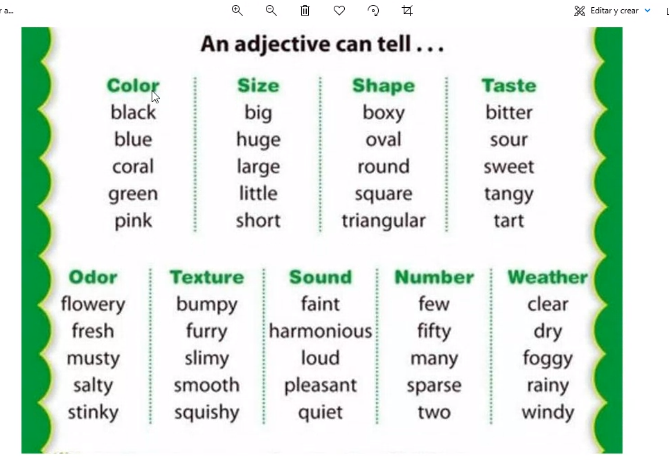 Editar y crear
An adjective can tell . . .
Color Size Shape Taste
black big boxy bitter
blue huge oval sour
coral large round sweet
green little square tangy
pink short triangular tart
Odor Texture Sound Number Weather
flowery bumpy faint few clear
fresh furry harmonious fifty dry
musty slimy loud many foggy
salty smooth pleasant sparse rainy
stinky squishy quiet two windy